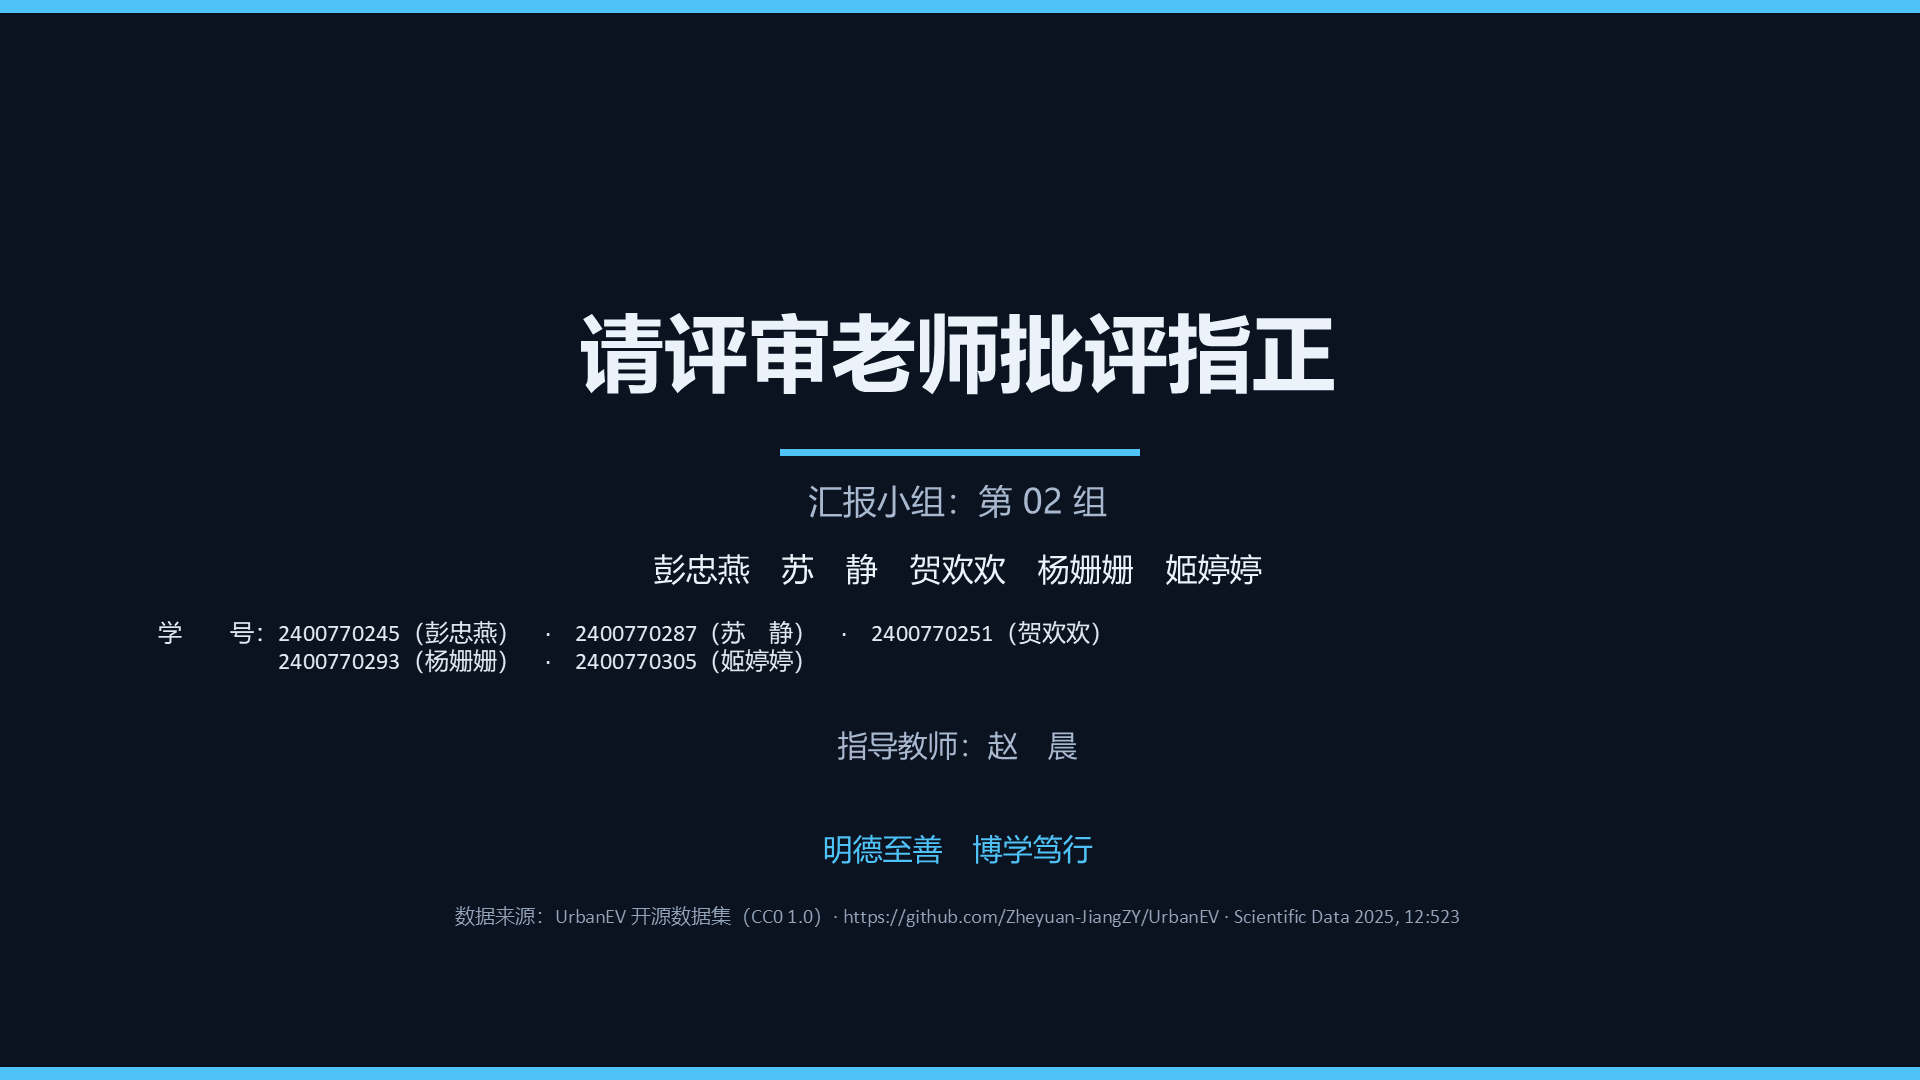 请评审老师批评指正
汇报小组：第 02 组
彭忠燕　苏　静　贺欢欢　杨姗姗　姬婷婷
学　　号：2400770245（彭忠燕）　·　2400770287（苏　静）　·　2400770251（贺欢欢）
2400770293（杨姗姗）　·　2400770305（姬婷婷）
指导教师：赵　晨
明德至善　博学笃行
数据来源：UrbanEV 开源数据集（CC0 1.0）· https://github.com/Zheyuan-JiangZY/UrbanEV · Scientific Data 2025, 12:523